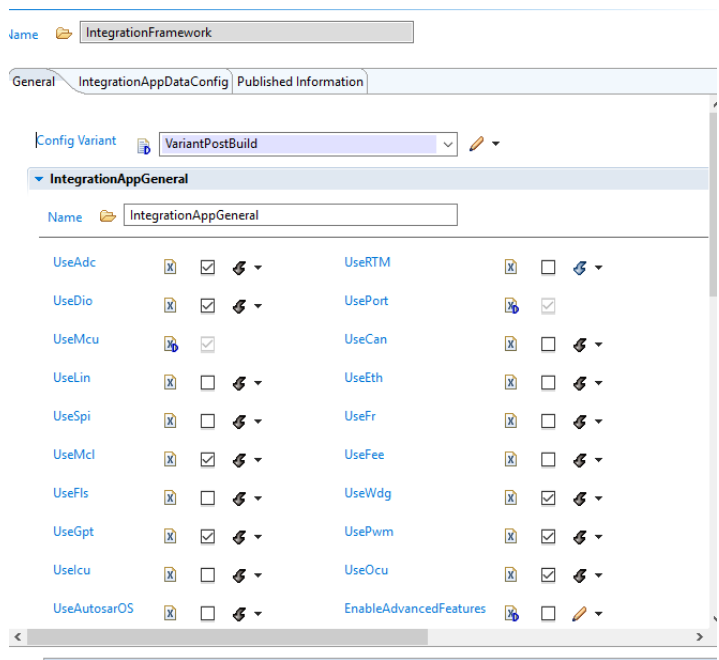 Name IntegrationFramework
General IntegrationAppDataConfig Published Information
Config Variant VariantPostBuild
IntegrationAppGeneral
Name IntegrationAppGeneral
UseAdc UseRTM
UseDio UsePort
UseMcu UseCan
UseLin UseEth
UseSpi UseFr
UseMcl UseFee
UseFls UseWdg
UseGpt UsePwm
UseIcu UseOcu
UseAutosarOS EnableAdvancedFeatures